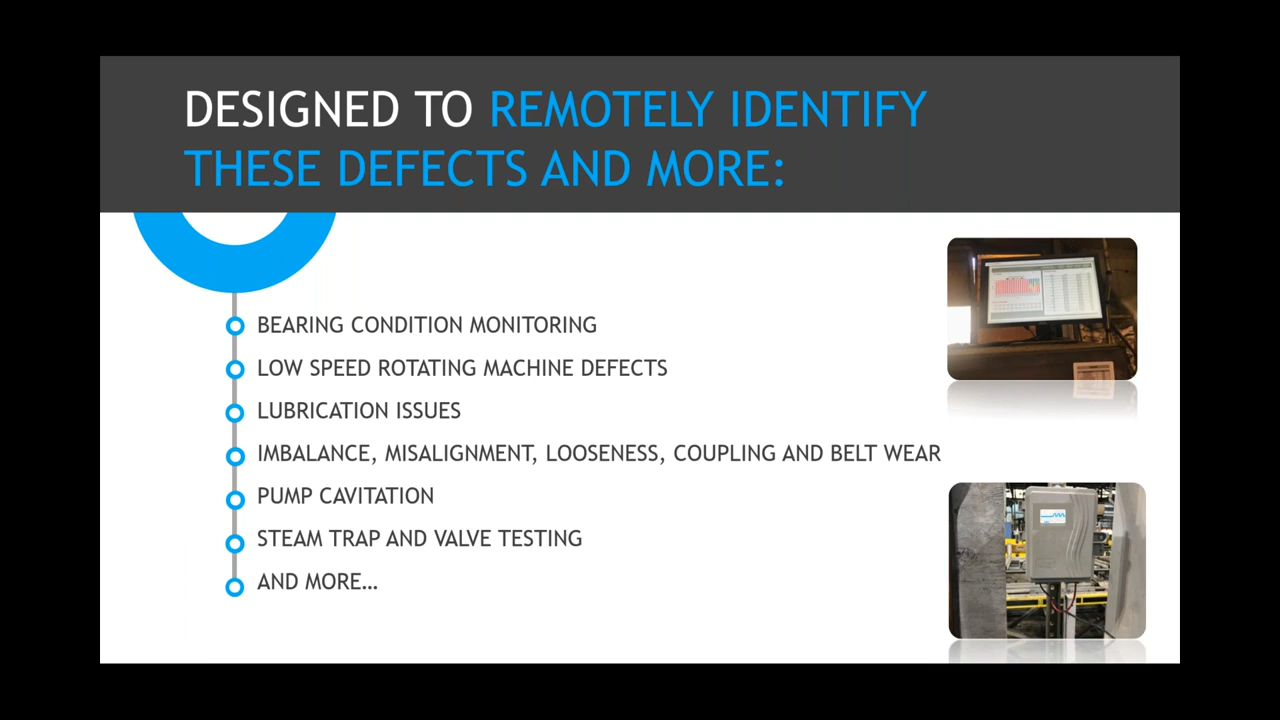 DESIGNED TO REMOTELY IDENTIFY
THESE DEFECTS AND MORE:
BEARING CONDITION MONITORING
LOW SPEED ROTATING MACHINE DEFECTS
LUBRICATION ISSUES
IMBALANCE, MISALIGNMENT, LOOSENESS, COUPLING AND BELT WEAR
PUMP CAVITATION
STEAM TRAP AND VALVE TESTING
AND MORE…